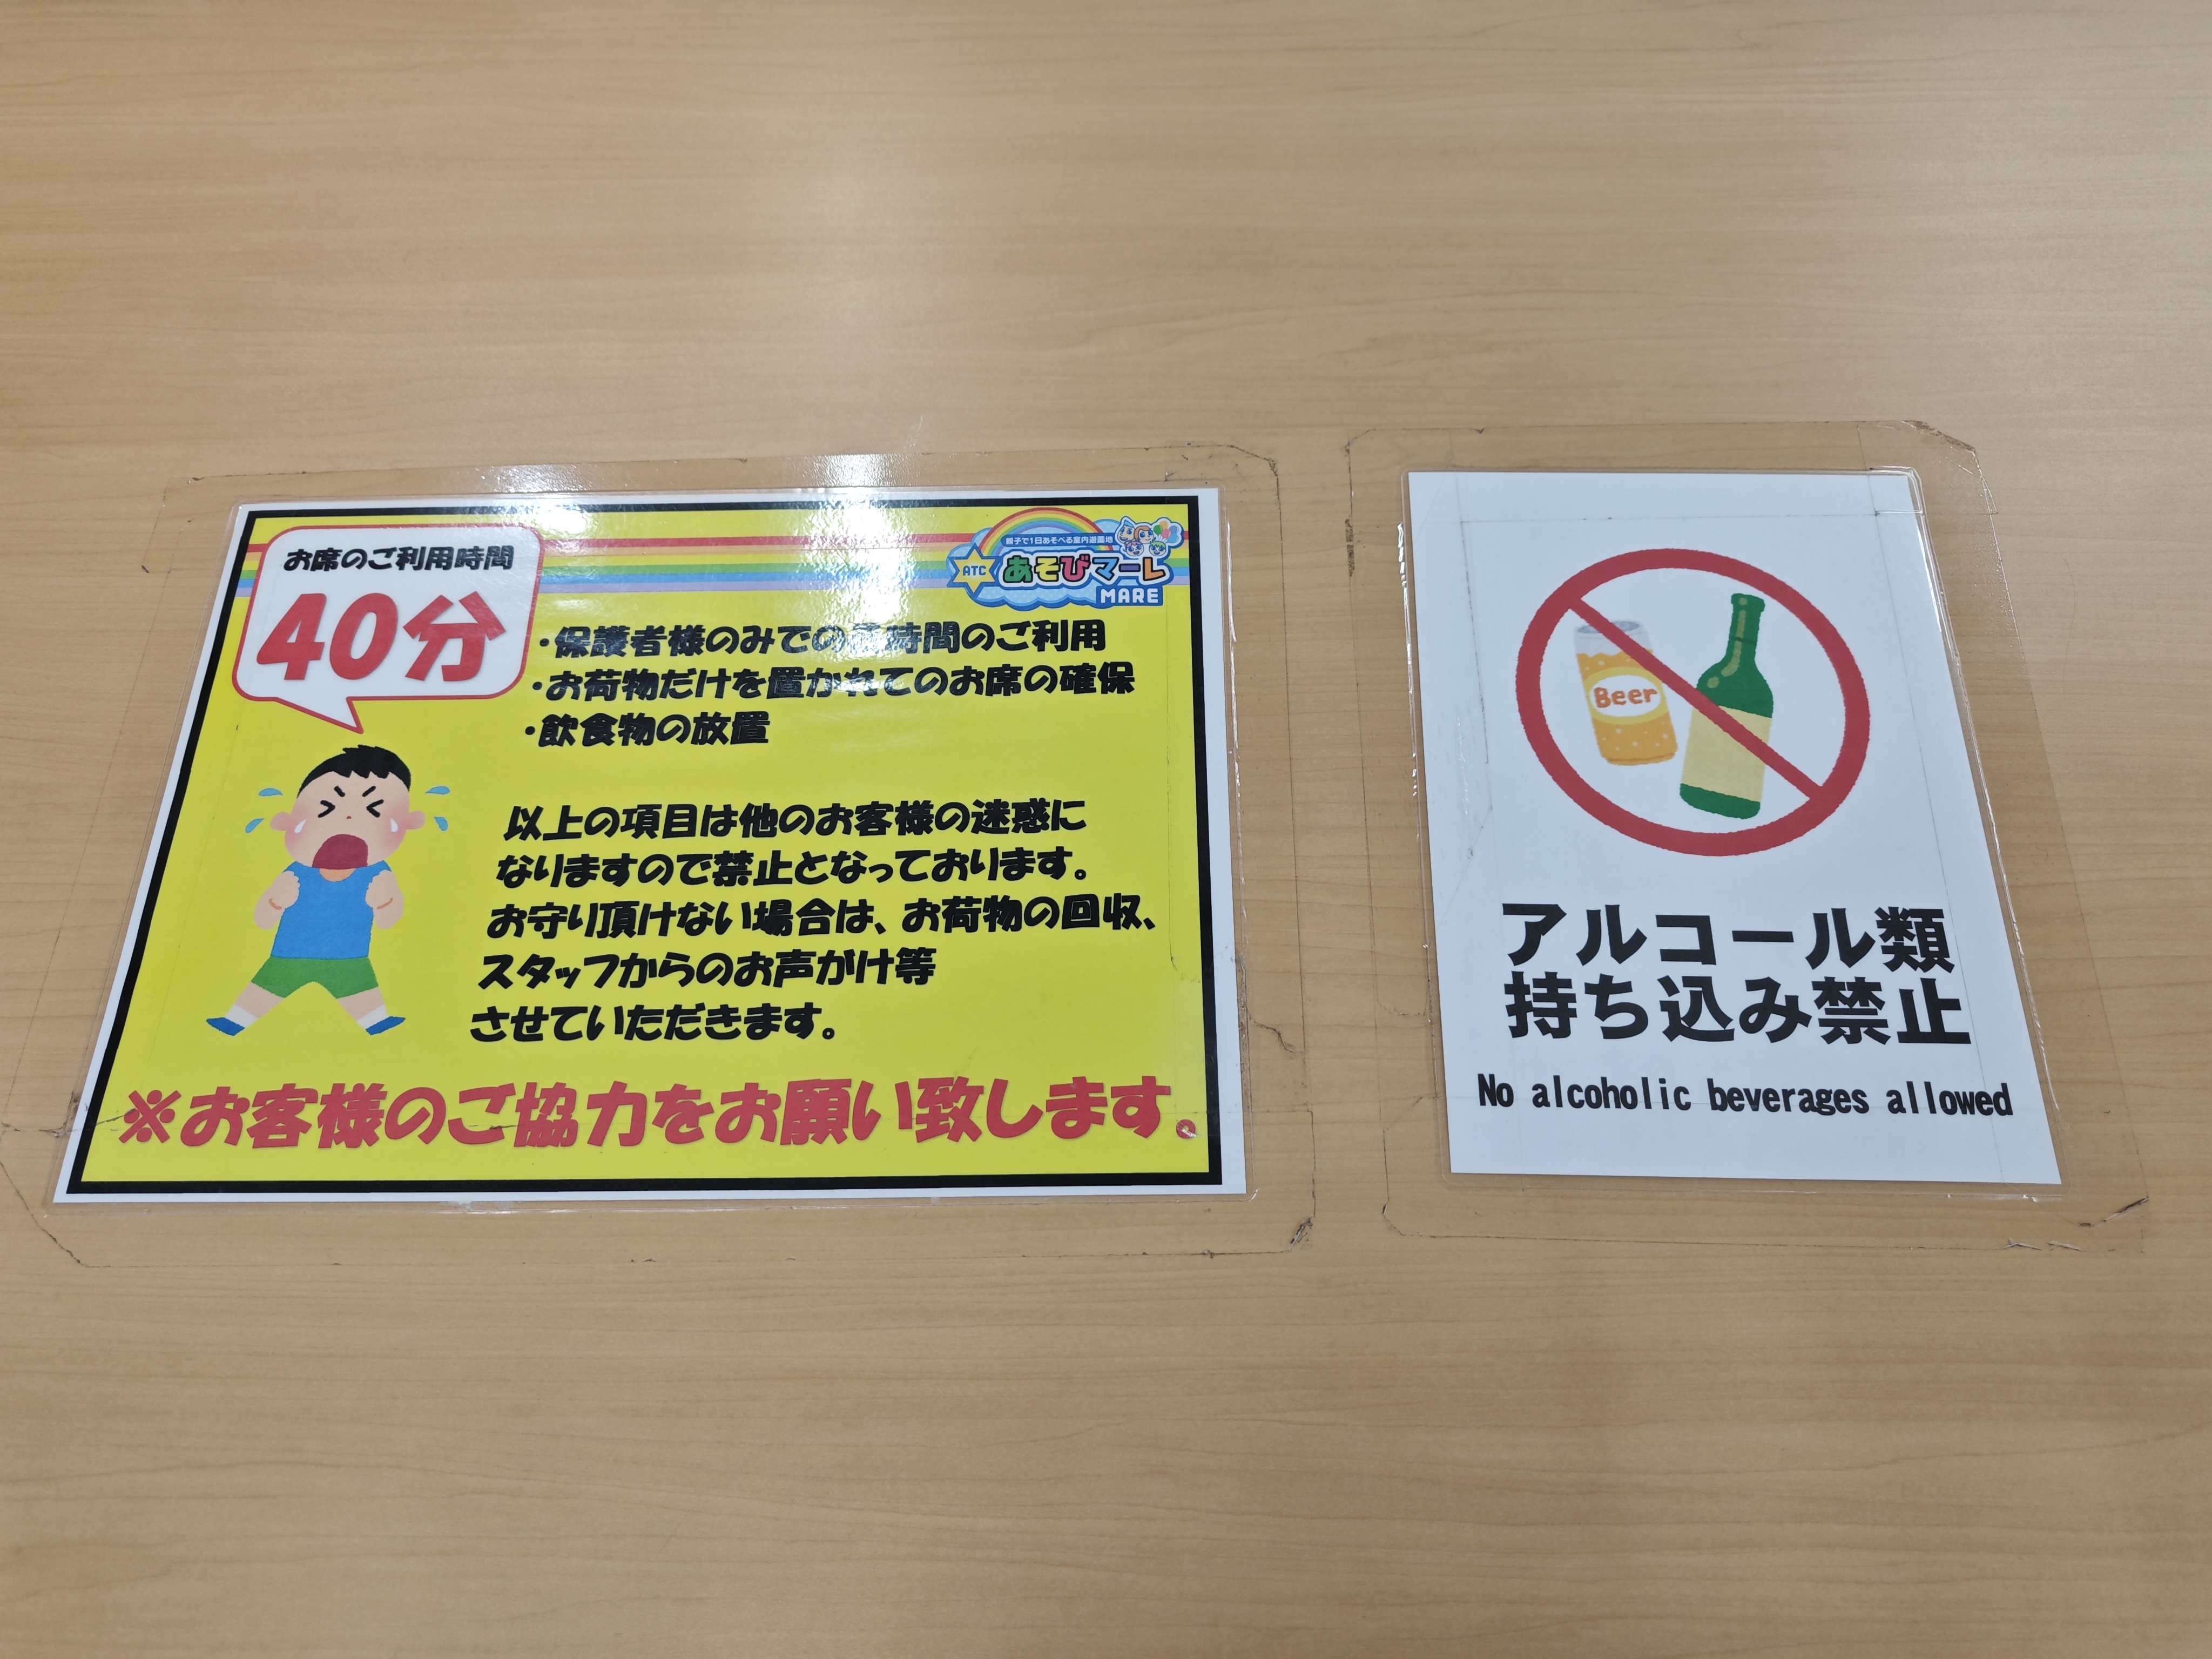 お席のご利用時間
40分
親子で1日あそべる室内遊園地
ATC
あそびマーレ
MARE
・保護者様のみでの 時間のご利用
・お荷物だけを置かれてのお席の確保
・飲食物の放置
以上の項目は他のお客様の迷惑に
なりますので禁止となっております。
お守り頂けない場合は、お荷物の回収、
スタッフからのお声がけ等
させていただきます。
※お客様のご協力をお願い致します。
Beer
アルコール類
持ち込み禁止
No alcoholic beverages allowed